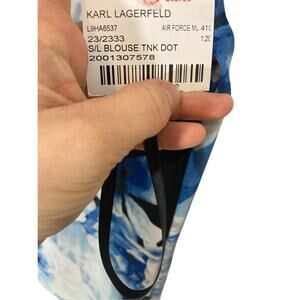 KARL LAGERFELD
L9HA6537 AIR FORCE ML 410
23/2333 120
S/L BLOUSE TNK DOT
2001307578